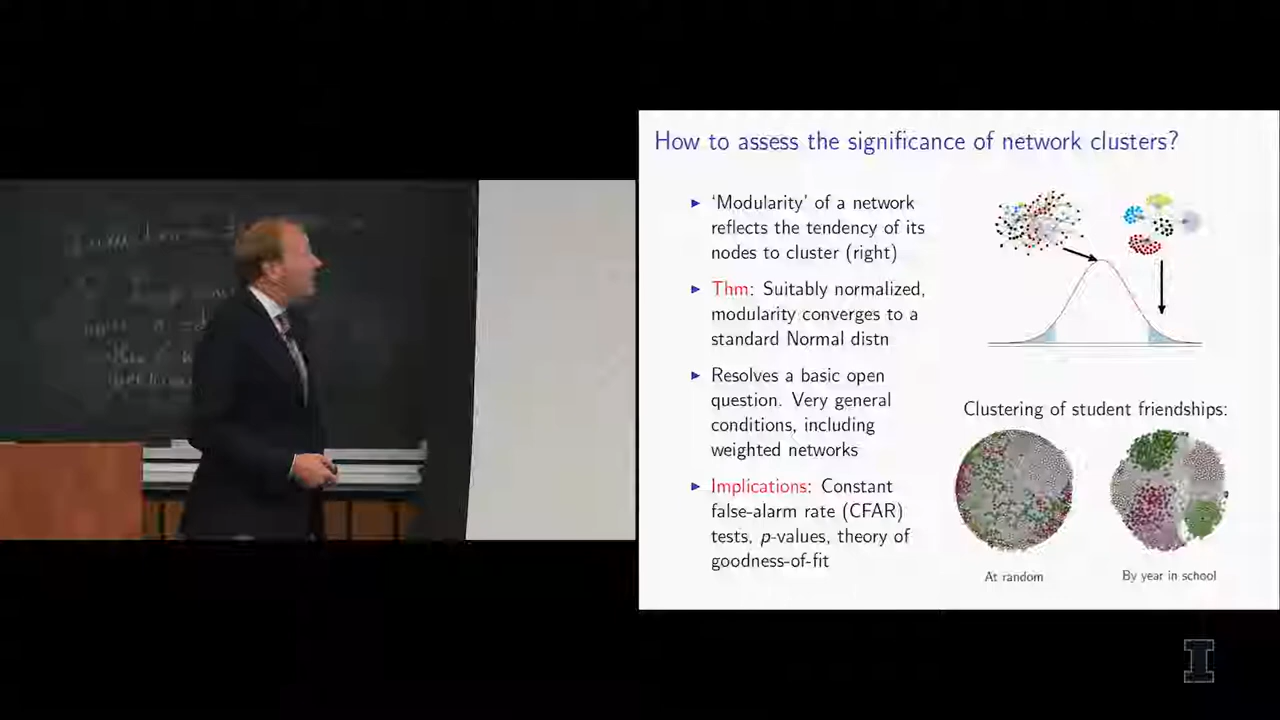 How to assess the significance of network clusters?
▶ 'Modularity' of a network
reflects the tendency of its
nodes to cluster (right)
▶ Thm: Suitably normalized,
modularity converges to a
standard Normal distn
▶ Resolves a basic open
question. Very general
conditions, including
weighted networks
▶ Implications: Constant
false-alarm rate (CFAR)
tests, p-values, theory of
goodness-of-fit
Clustering of student friendships:
At random
By year in school
I